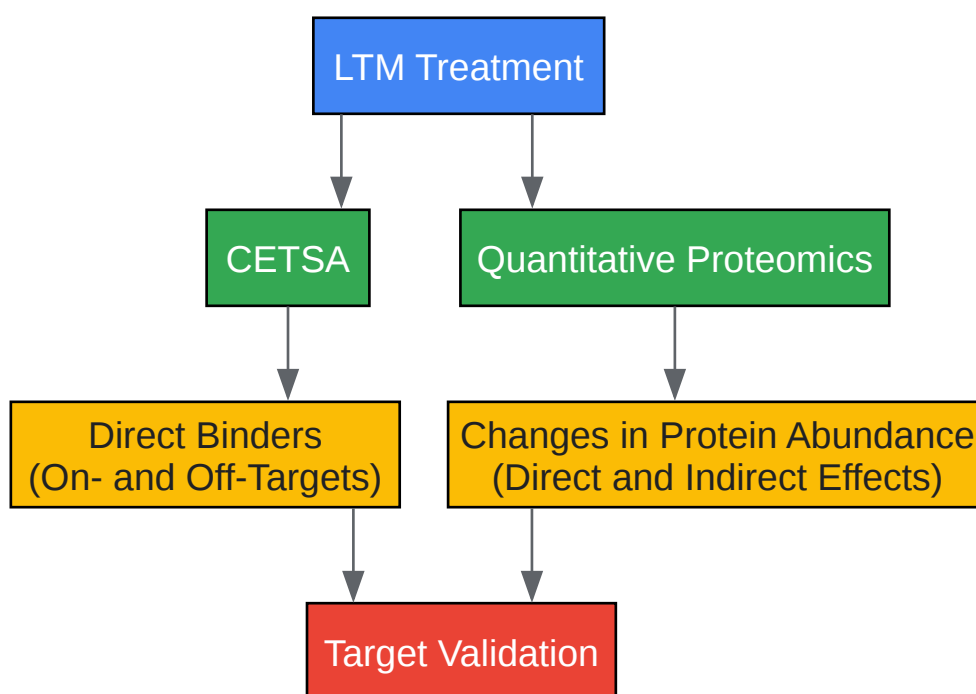 LTM Treatment
CETSA
Quantitative Proteomics
Direct Binders
(On- and Off-Targets)
Changes in Protein Abundance
(Direct and Indirect Effects)
Target Validation